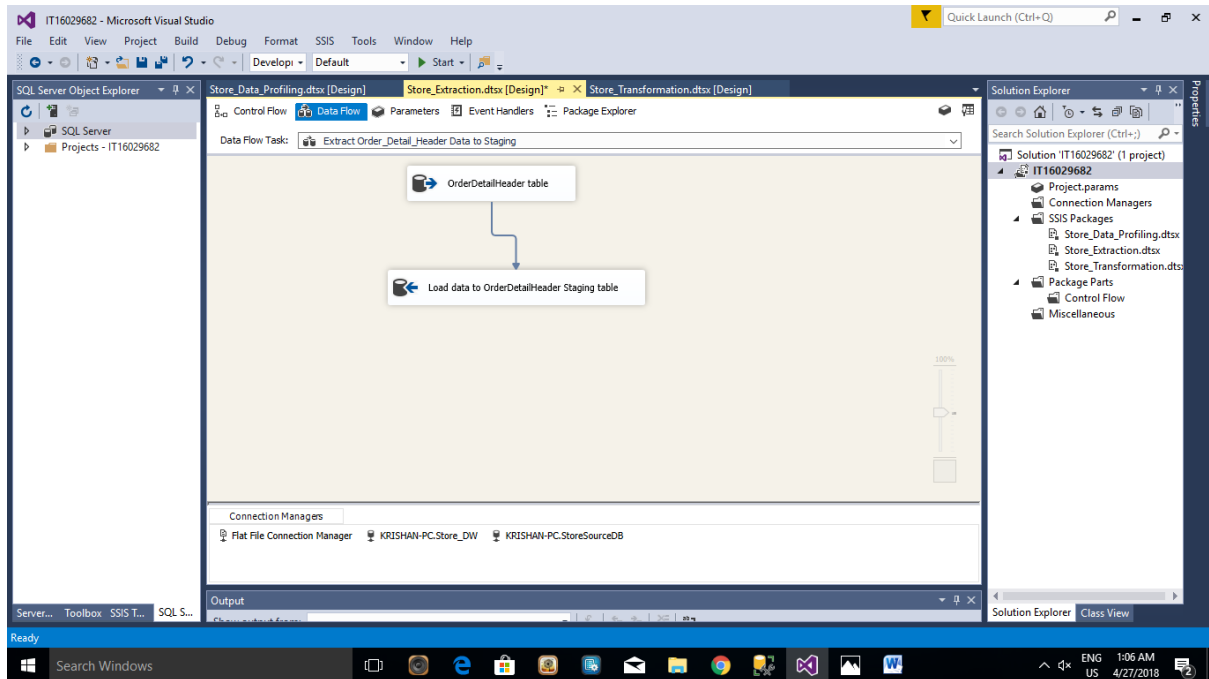 IT16029682 - Microsoft Visual Studio
Quick Launch (Ctrl+Q)
File Edit View Project Build Debug Format SSIS Tools Window Help
Develop Default Start
SQL Server Object Explorer
Store_Data_Profiling.dtsx [Design] Store_Extraction.dtsx [Design]* Store_Transformation.dtsx [Design]
Solution Explorer
Properties
Control Flow Data Flow Parameters Event Handlers Package Explorer
SQL Server
Projects - IT16029682
Data Flow Task: Extract Order_Detail_Header Data to Staging
Search Solution Explorer (Ctrl+;)
Solution 'IT16029682' (1 project)
IT16029682
Project.params
Connection Managers
SSIS Packages
Store_Data_Profiling.dtsx
Store_Extraction.dtsx
Store_Transformation.dts
Package Parts
Control Flow
Miscellaneous
OrderDetailHeader table
Load data to OrderDetailHeader Staging table
100%
Connection Managers
Flat File Connection Manager KRISHAN-PC.Store_DW KRISHAN-PC.StoreSourceDB
Output
Show output from:
Server... Toolbox SSIS T... SQL S...
Solution Explorer Class View
Ready
Search Windows
ENG 1:06 AM
US 4/27/2018
2